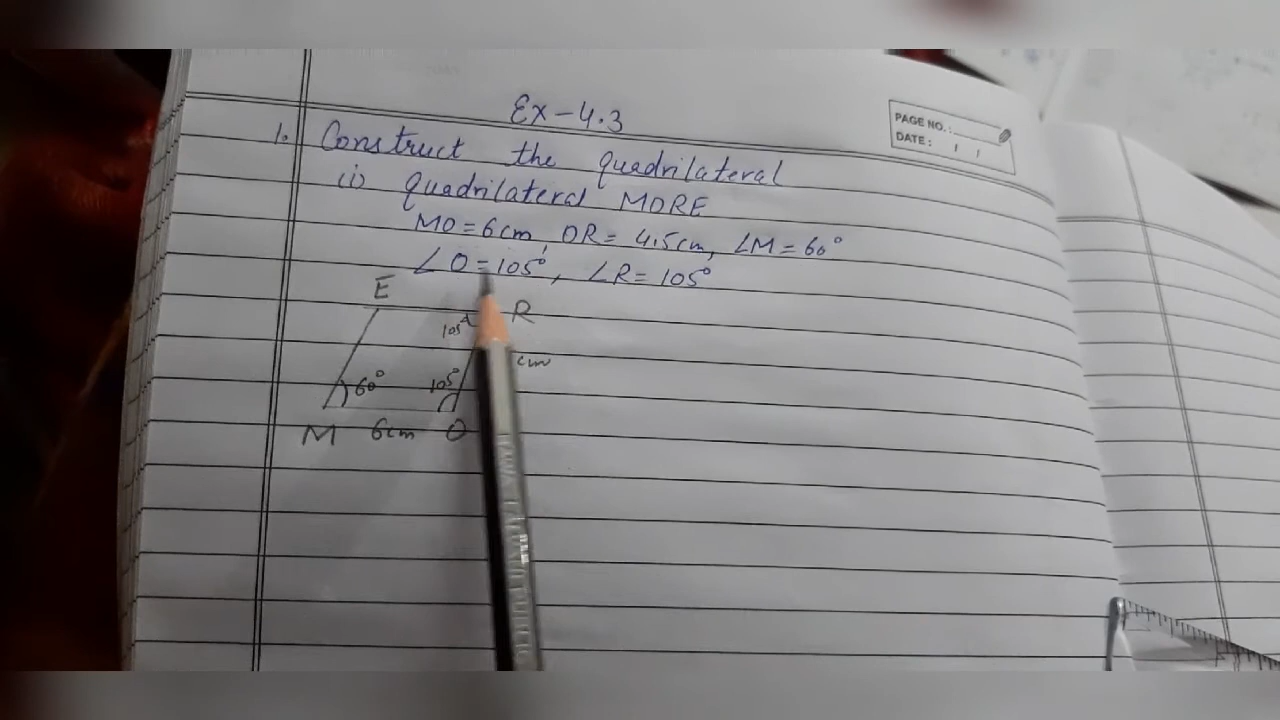 Ex-4.3
PAGE NO.:
DATE:
1. Construct the quadrilateral
(i) quadrilateral MORE
MO=6cm, OR= 4.5cm, ∠M= 60°
∠O=105°, ∠R= 105°
E
R
105°
cm
60°
105°
M 6cm O